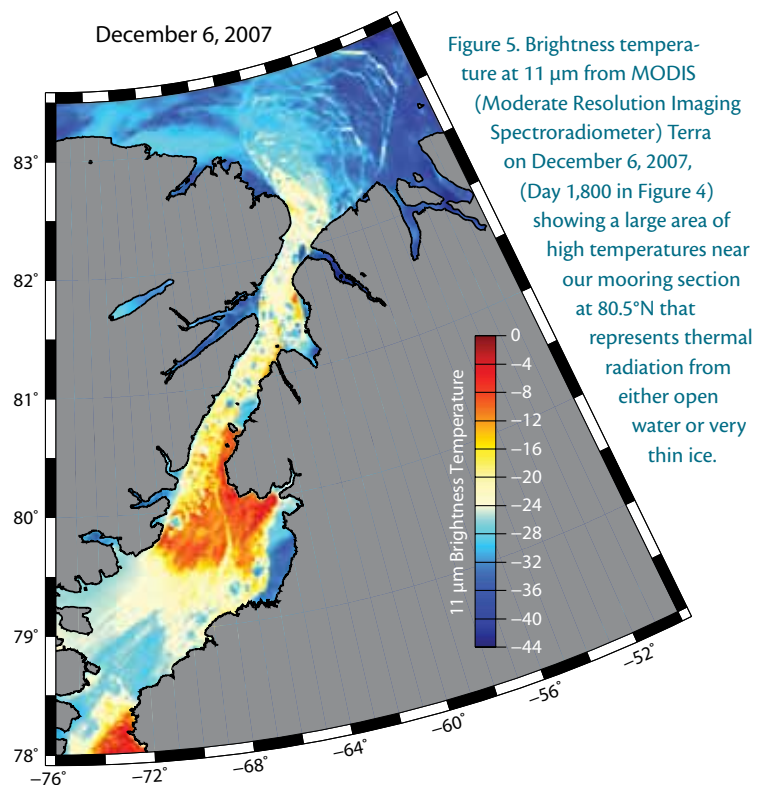 December 6, 2007
Figure 5. Brightness tempera-
ture at 11 µm from MODIS
(Moderate Resolution Imaging
Spectroradiometer) Terra
on December 6, 2007,
(Day 1,800 in Figure 4)
showing a large area of
high temperatures near
our mooring section
at 80.5°N that
represents thermal
radiation from
either open
water or very
thin ice.
83°
82°
81°
80°
79°
78°
11 µm Brightness Temperature
0
−4
−8
−12
−16
−20
−24
−28
−32
−36
−40
−44
−76°
−72°
−68°
−64°
−60°
−56°
−52°